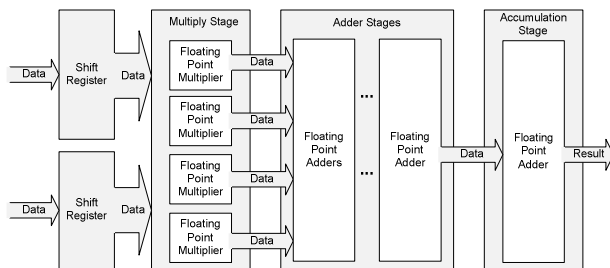 Multiply Stage
Adder Stages
Accumulation
Stage
Data
Shift
Register
Data
Floating
Point
Multiplier
Data
Floating
Point
Multiplier
Data
Floating
Point
Multiplier
Data
Floating
Point
Multiplier
Data
Data
Shift
Register
Data
Floating
Point
Adders
...
...
Floating
Point
Adder
Data
Floating
Point
Adder
Result